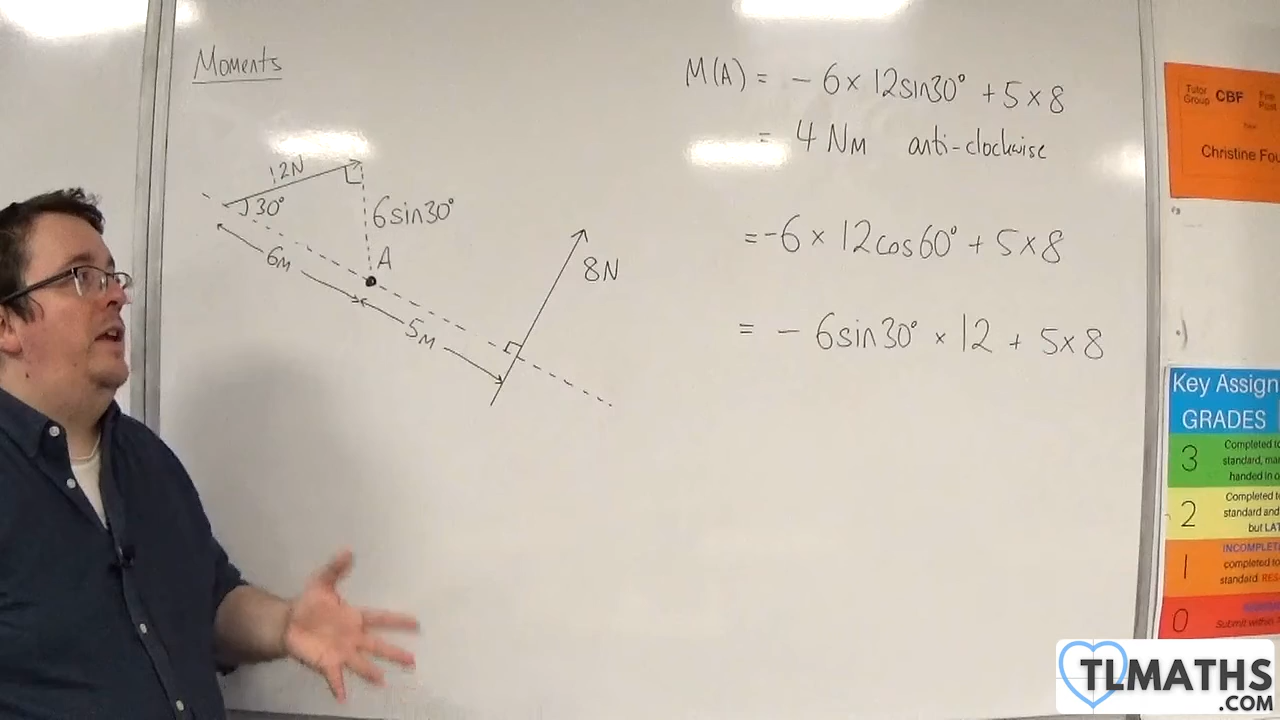 Moments
M(A) = - 6 × 12sin30° + 5 × 8
= 4 Nm anti-clockwise
= -6 × 12cos60° + 5 × 8
= - 6sin30° × 12 + 5 × 8
12N
30°
6sin30°
A
6m
5m
8N
Tutor Group CBF
Christine Fou
Key Assign
GRADES
3 Completed to standard, ma handed in o
2 Completed to standard and but LAT
1 INCOMPLET completed to standard. RES
0 Submit within
TLMATHS
.COM